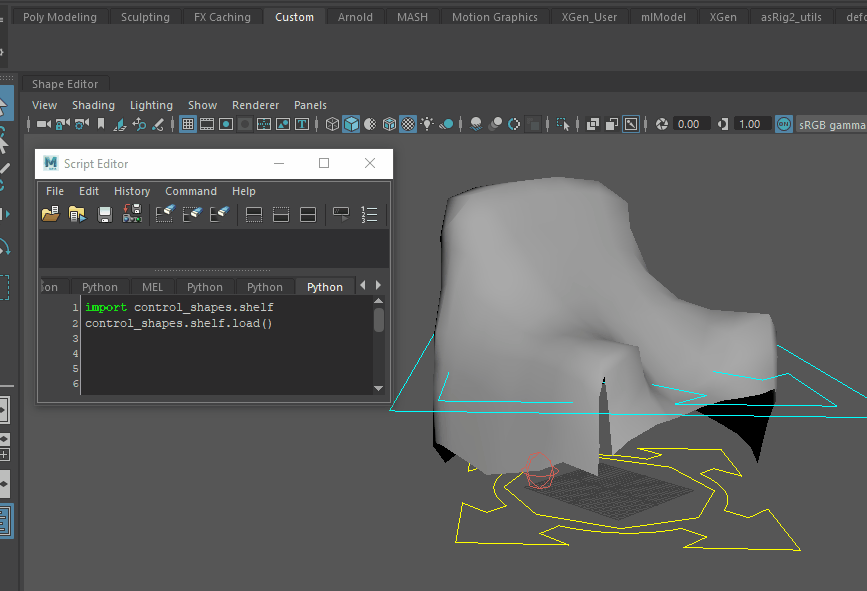 Poly Modeling Sculpting FX Caching Custom Arnold MASH Motion Graphics XGen_User mlModel XGen asRig2_utils defo
Shape Editor
View Shading Lighting Show Renderer Panels
0.00 1.00 ON sRGB gamma
M Script Editor
File Edit History Command Help
ion Python MEL Python Python Python
1 import control_shapes.shelf
2 control_shapes.shelf.load()
3
4
5
6